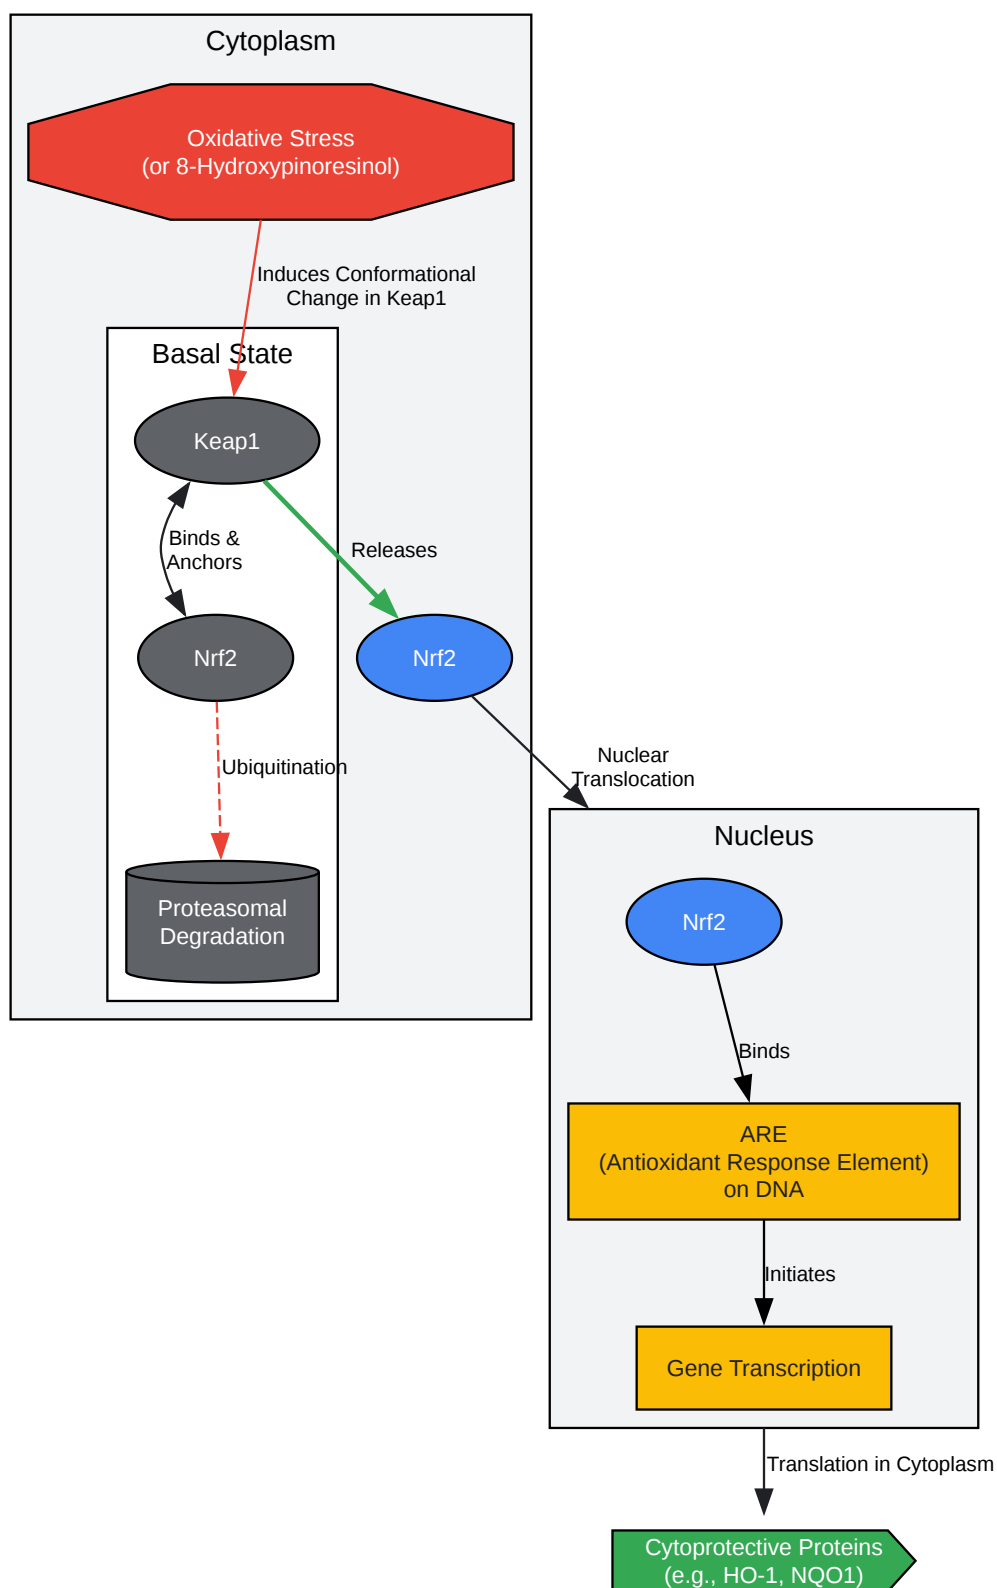 Cytoplasm
Oxidative Stress
(or 8-Hydroxypinoresinol)
Induces Conformational
Change in Keap1
Basal State
Keap1
Binds &
Anchors
Releases
Nrf2
Nrf2
Nuclear
Translocation
Ubiquitination
Proteasomal
Degradation
Nucleus
Nrf2
Binds
ARE
(Antioxidant Response Element)
on DNA
Initiates
Gene Transcription
Translation in Cytoplasm
Cytoprotective Proteins
(e.g., HO-1, NQO1)